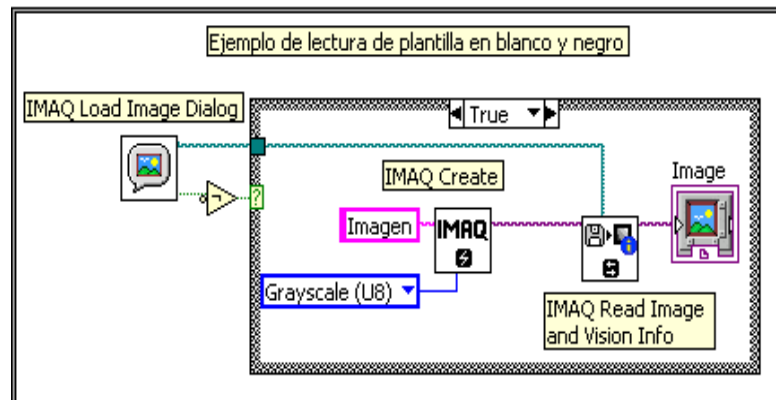 Ejemplo de lectura de plantilla en blanco y negro
IMAQ Load Image Dialog
True
?
IMAQ Create
Image
Imagen
IMAQ
Grayscale (U8)
IMAQ Read Image
and Vision Info